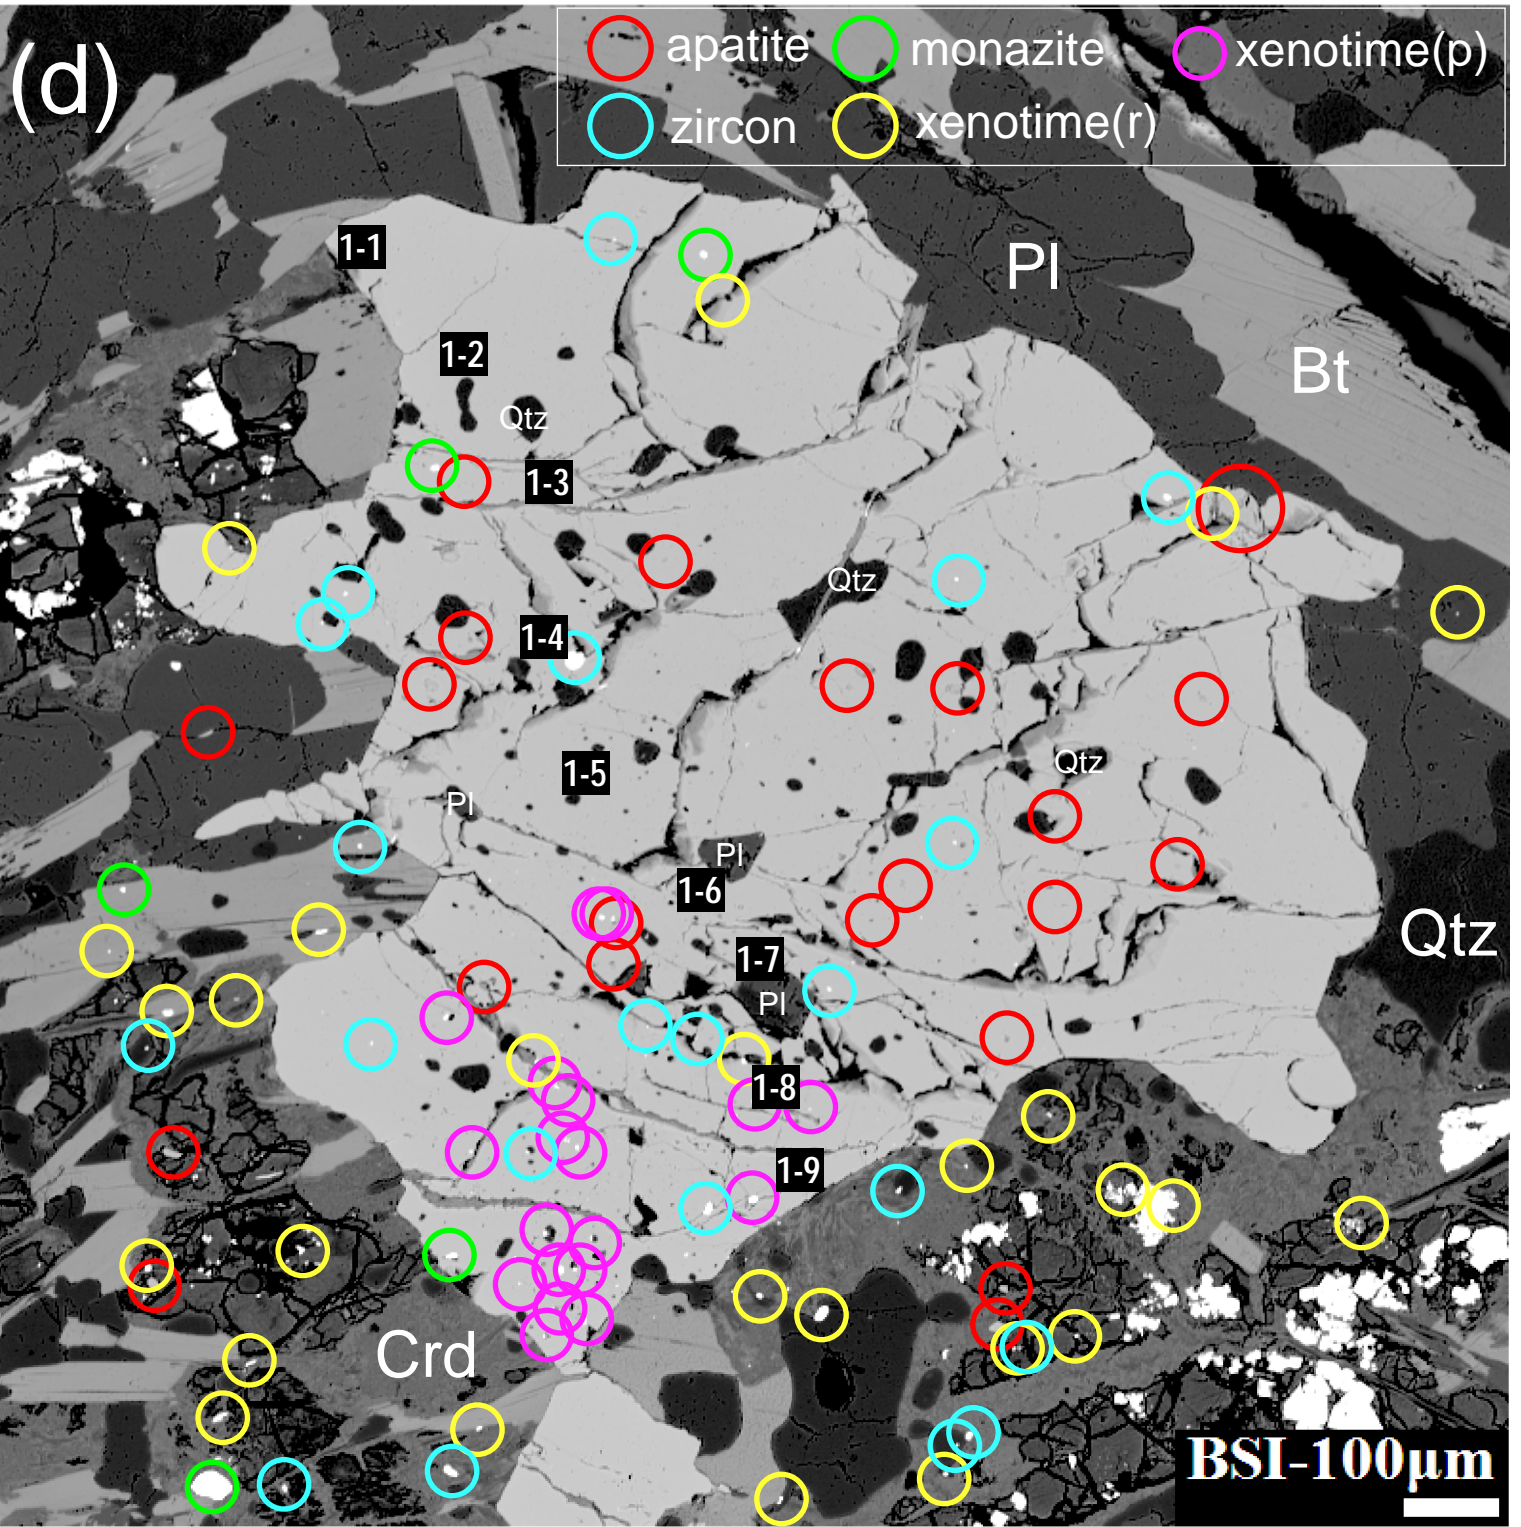 (d)
apatite monazite xenotime(p)
zircon xenotime(r)
1-1
Pl
1-2
Bt
Qtz
1-3
Qtz
1-4
Qtz
1-5
Pl
Pl
1-6
Qtz
1-7
Pl
1-8
1-9
Crd
BSI-100μm